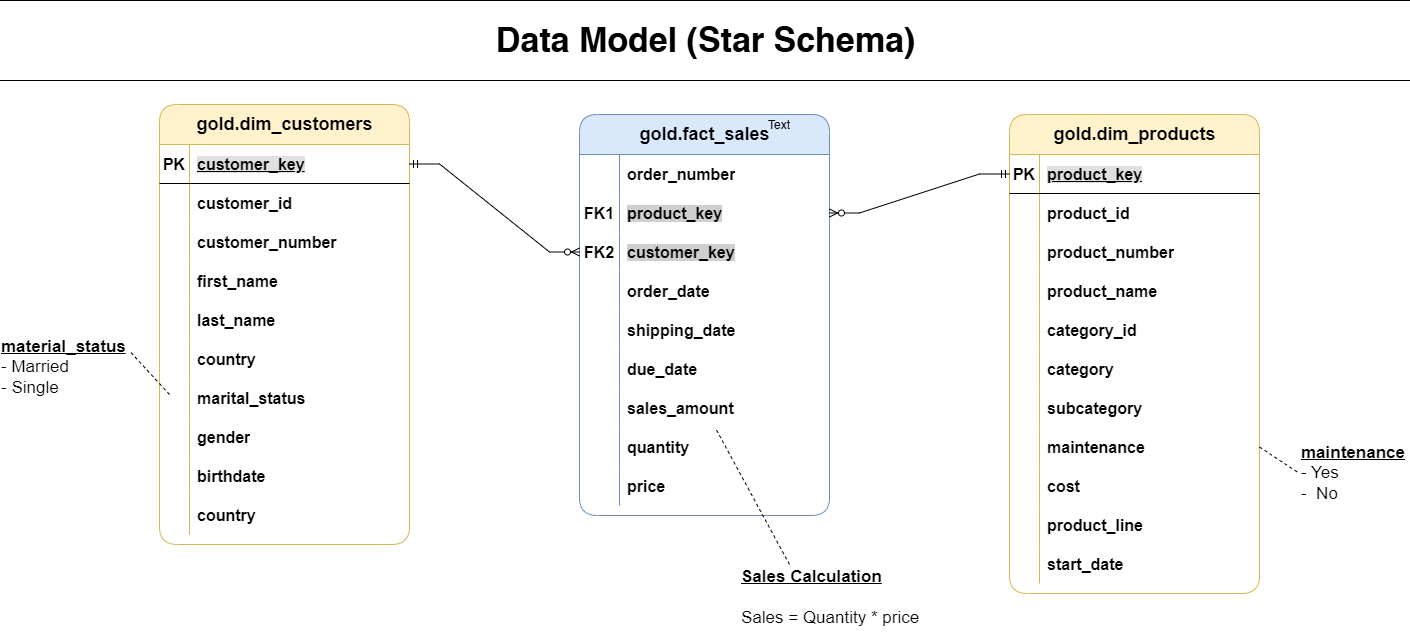 Data Model (Star Schema)
gold.dim_customers
PK customer_key
customer_id
customer_number
first_name
last_name
country
marital_status
gender
birthdate
country
material_status
- Married
- Single
gold.fact_sales
Text
order_number
FK1 product_key
FK2 customer_key
order_date
shipping_date
due_date
sales_amount
quantity
price
Sales Calculation
Sales = Quantity * price
gold.dim_products
PK product_key
product_id
product_number
product_name
category_id
category
subcategory
maintenance
cost
product_line
start_date
maintenance
- Yes
- No